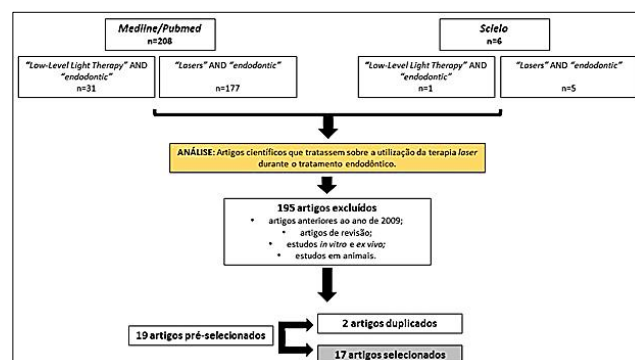 Medline/Pubmed
n=208
Scielo
n=6
"Low-Level Light Therapy" AND
"endodontic"
n=31
"Lasers" AND "endodontic"
n=177
"Low-Level Light Therapy" AND
"endodontic"
n=1
"Lasers" AND "endodontic"
n=5
ANÁLISE: Artigos científicos que tratassem sobre a utilização da terapia laser
durante o tratamento endodôntico.
195 artigos excluídos
• artigos anteriores ao ano de 2009;
• artigos de revisão;
• estudos in vitro e ex vivo;
• estudos em animais.
19 artigos pré-selecionados
2 artigos duplicados
17 artigos selecionados